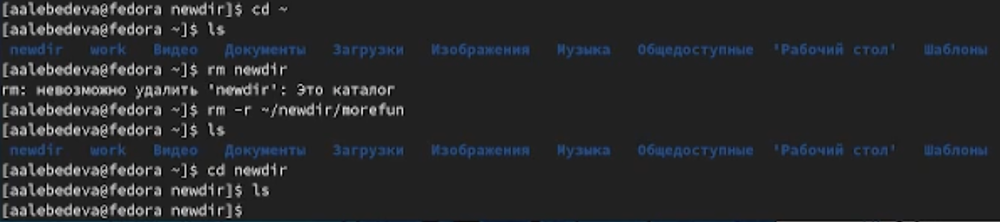 [aalebedeva@fedora newdir]$ cd ~
[aalebedeva@fedora ~]$ ls
newdir work Видео Документы Загрузки Изображения Музыка Общедоступные 'Рабочий стол' Шаблоны
[aalebedeva@fedora ~]$ rm newdir
rm: невозможно удалить 'newdir': Это каталог
[aalebedeva@fedora ~]$ rm -r ~/newdir/morefun
[aalebedeva@fedora ~]$ ls
newdir work Видео Документы Загрузки Изображения Музыка Общедоступные 'Рабочий стол' Шаблоны
[aalebedeva@fedora ~]$ cd newdir
[aalebedeva@fedora newdir]$ ls
[aalebedeva@fedora newdir]$